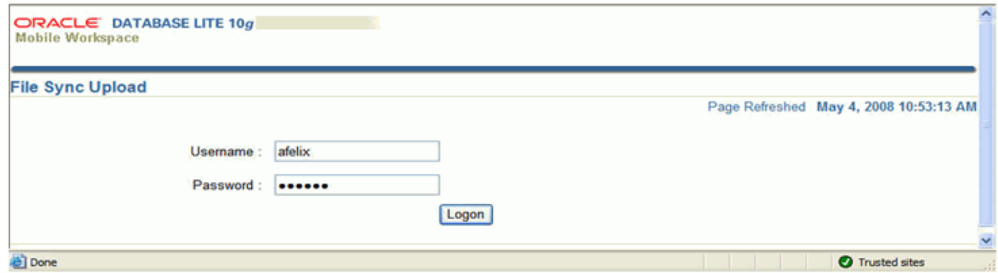 ORACLE DATABASE LITE 10g
Mobile Workspace
File Sync Upload
Page Refreshed May 4, 2008 10:53:13 AM
Username : afelix
Password : ••••••
Logon
Done Trusted sites